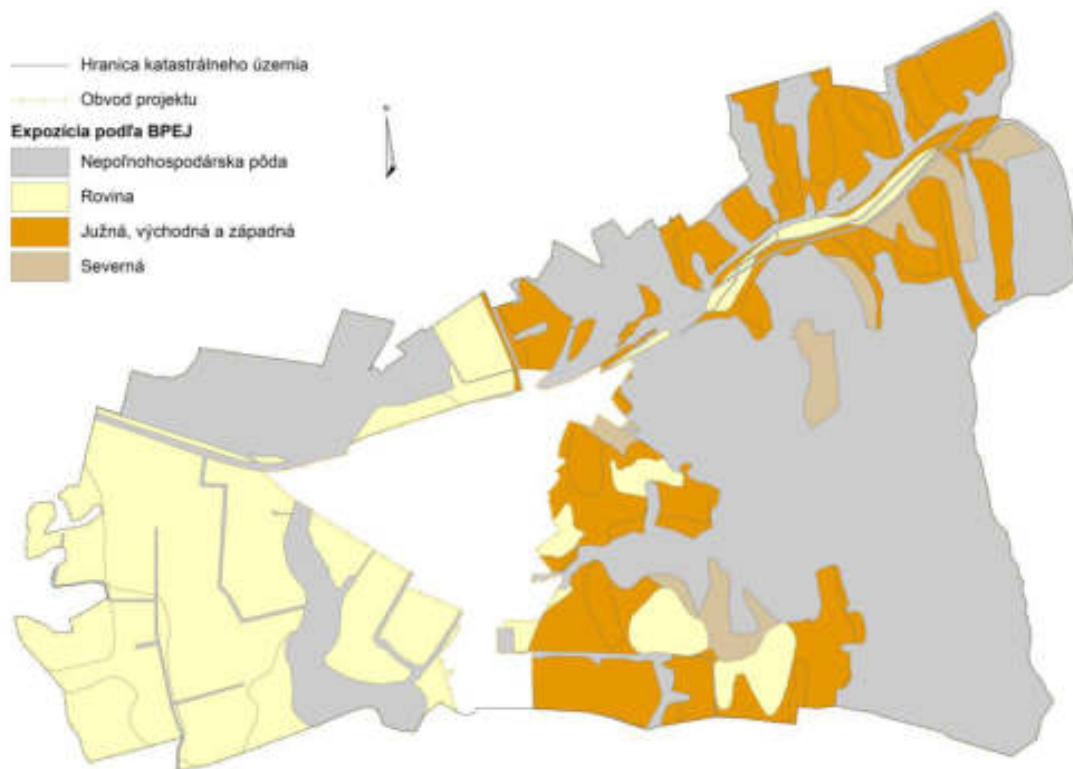 Hranica katastrálneho územia
Obvod projektu
Expozícia podľa BPEJ
Nepoľnohospodárska pôda
Rovina
Južná, východná a západná
Severná